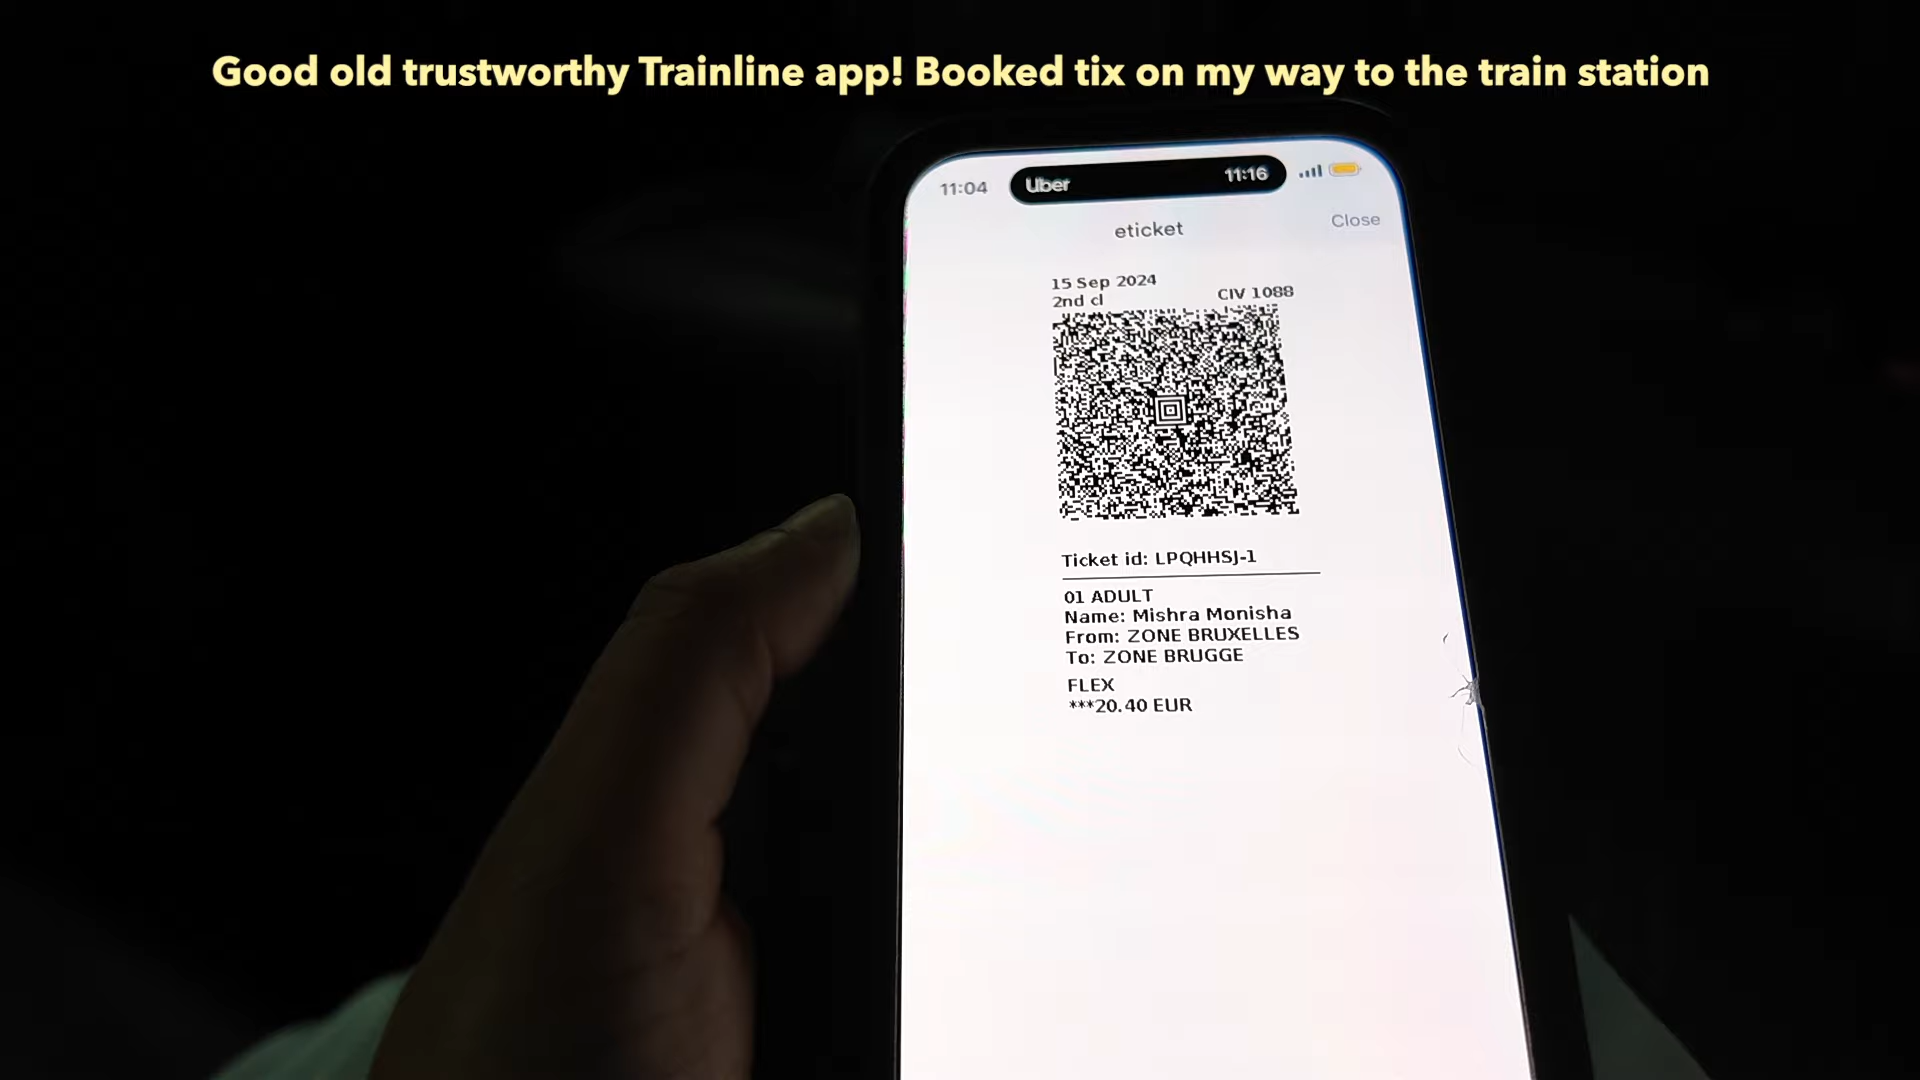 Good old trustworthy Trainline app! Booked tix on my way to the train station
11:04
Uber
11:16
eticket
Close
15 Sep 2024
2nd cl
CIV 1088
Ticket id: LPQHHSJ-1
01 ADULT
Name: Mishra Monisha
From: ZONE BRUXELLES
To: ZONE BRUGGE
FLEX
***20.40 EUR